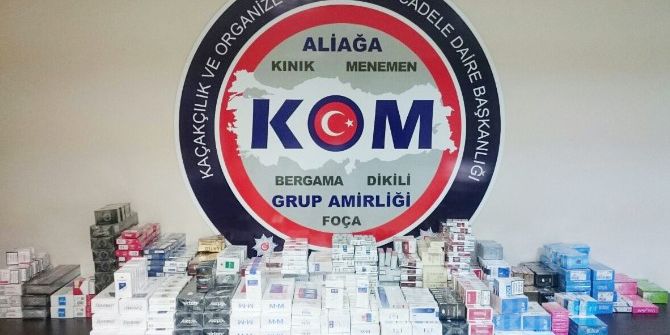 KAÇAKÇILIK VE ORGANİZE
CADELE DAİRE BAŞKANLIĞI
ALİAĞA
KINIK MENEMEN
KOM
BERGAMA DİKİLİ
GRUP AMİRLİĞİ
FOÇA